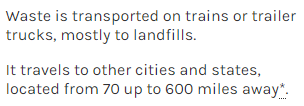 Waste is transported on trains or trailer
trucks, mostly to landfills.
It travels to other cities and states,
located from 70 up to 600 miles away*.